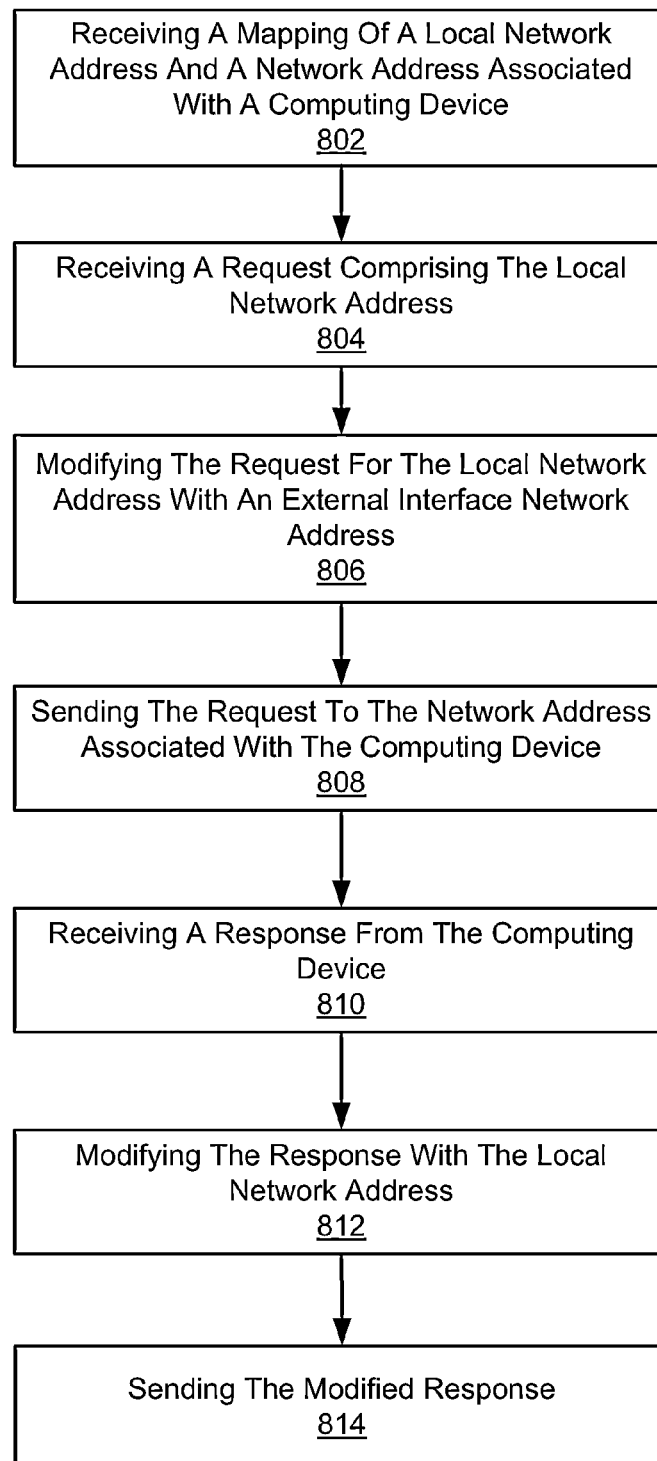 Receiving A Mapping Of A Local Network
Address And A Network Address Associated
With A Computing Device
802
Receiving A Request Comprising The Local
Network Address
804
Modifying The Request For The Local Network
Address With An External Interface Network
Address
806
Sending The Request To The Network Address
Associated With The Computing Device
808
Receiving A Response From The Computing
Device
810
Modifying The Response With The Local
Network Address
812
Sending The Modified Response
814